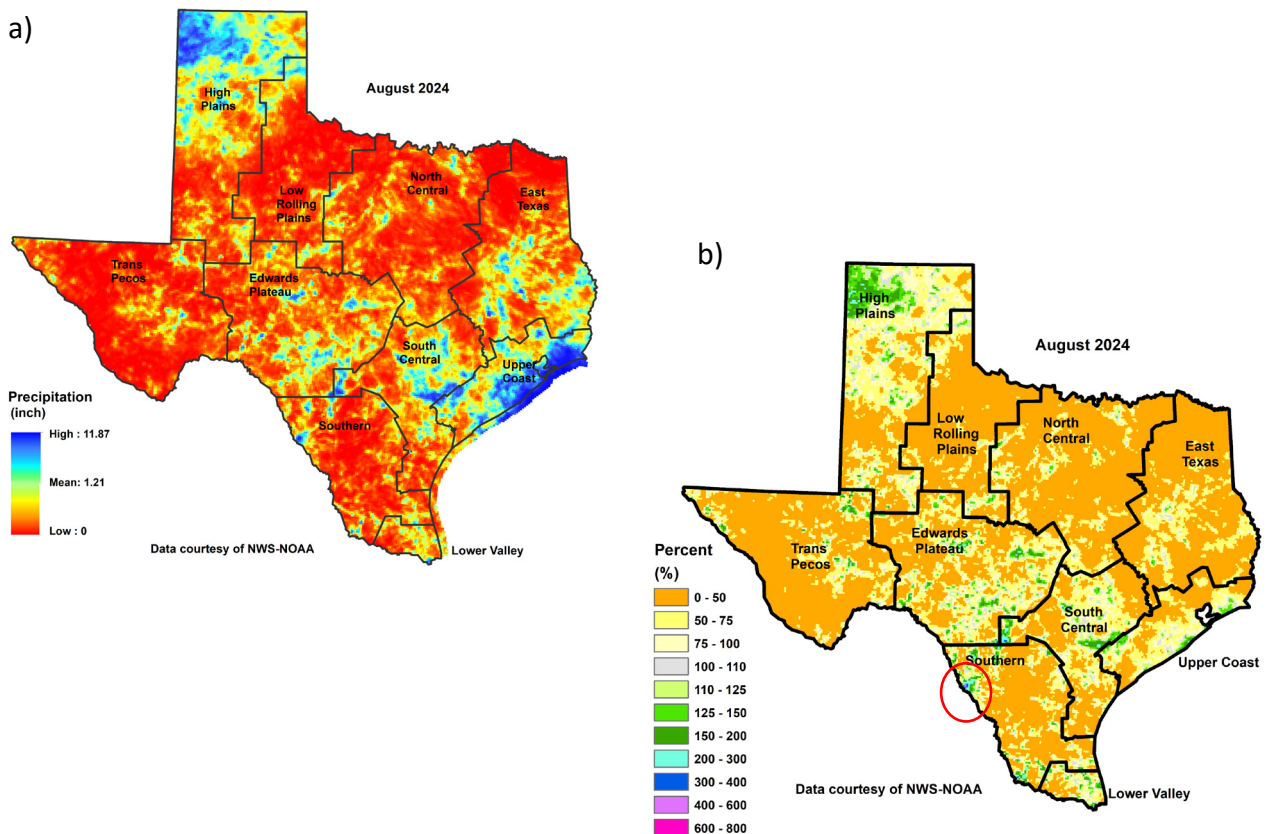 a)
August 2024
High
Plains
Low
Rolling
Plains
North
Central
East
Texas
Trans
Pecos
Edwards
Plateau
South
Central
Upper
Coast
Southern
Lower Valley
Precipitation
(inch)
High : 11.87
Mean: 1.21
Low : 0
Data courtesy of NWS-NOAA
b)
August 2024
High
Plains
Low
Rolling
Plains
North
Central
East
Texas
Trans
Pecos
Edwards
Plateau
South
Central
Southern
Upper Coast
Lower Valley
Percent
(%)
0 - 50
50 - 75
75 - 100
100 - 110
110 - 125
125 - 150
150 - 200
200 - 300
300 - 400
400 - 600
600 - 800
Data courtesy of NWS-NOAA